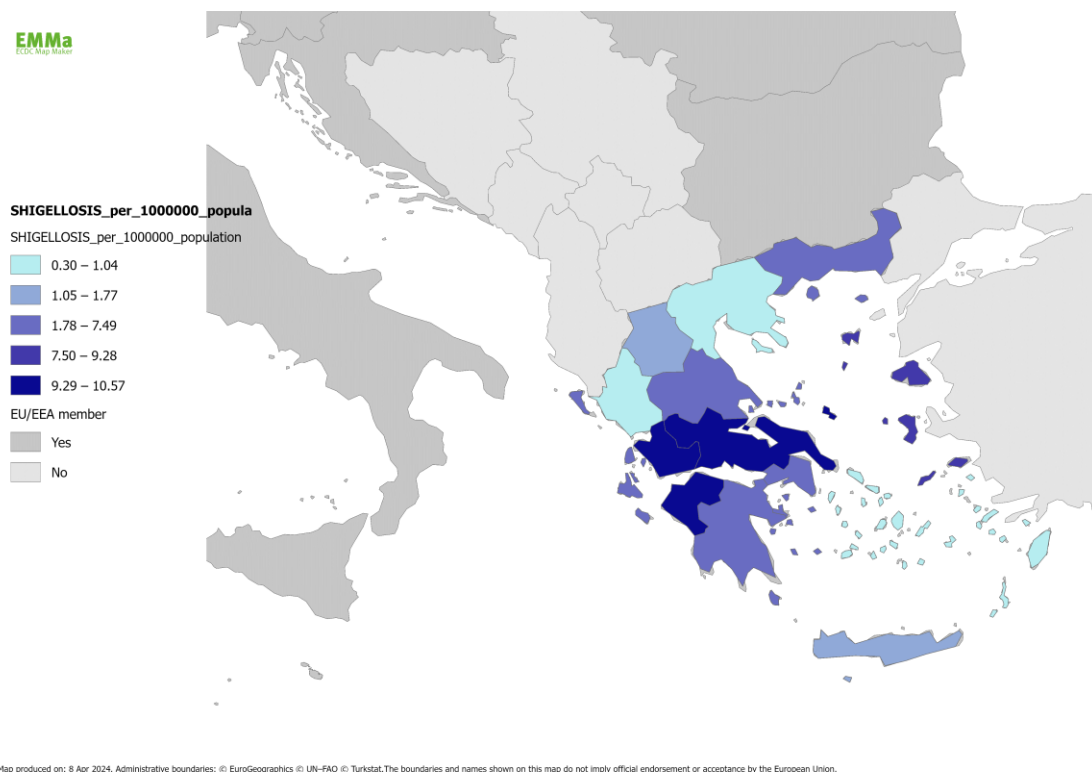 EMMa
ECDC Map Maker
SHIGELLOSIS_per_1000000_popula
SHIGELLOSIS_per_1000000_population
0.30 – 1.04
1.05 – 1.77
1.78 – 7.49
7.50 – 9.28
9.29 – 10.57
EU/EEA member
Yes
No
Map produced on: 8 Apr 2024. Administrative boundaries: © EuroGeographics © UN–FAO © Turkstat.The boundaries and names shown on this map do not imply official endorsement or acceptance by the European Union.